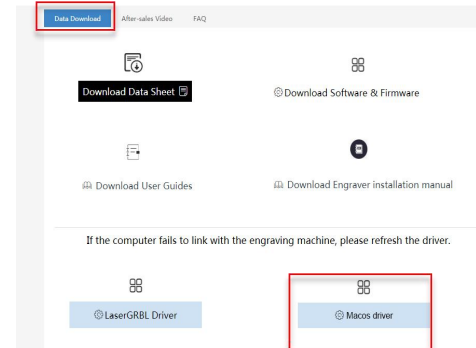 Data Download After-sales Video FAQ
Download Data Sheet
Download Software & Firmware
Download User Guides
Download Engraver installation manual
If the computer fails to link with the engraving machine, please refresh the driver.
LaserGRBL Driver
Macos driver